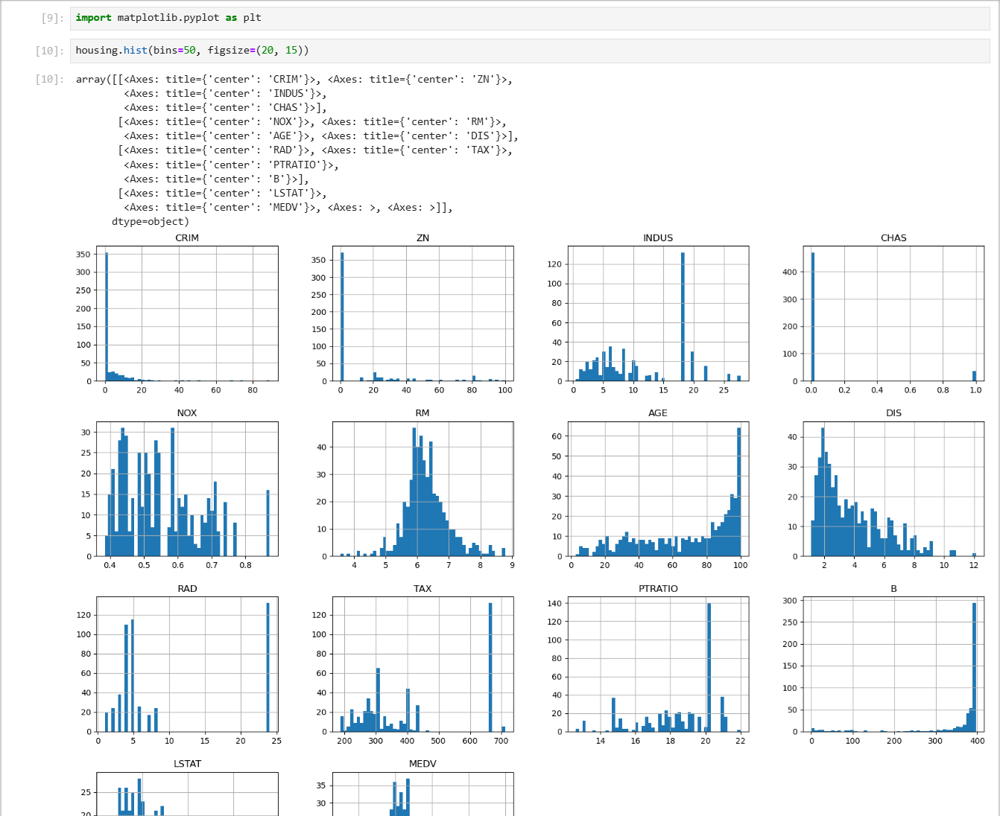 [9]: import matplotlib.pyplot as plt
[10]: housing.hist(bins=50, figsize=(20, 15))
[10]: array([[<Axes: title={'center': 'CRIM'}>, <Axes: title={'center': 'ZN'}>,
<Axes: title={'center': 'INDUS'}>,
<Axes: title={'center': 'CHAS'}>],
[<Axes: title={'center': 'NOX'}>, <Axes: title={'center': 'RM'}>,
<Axes: title={'center': 'AGE'}>, <Axes: title={'center': 'DIS'}>],
[<Axes: title={'center': 'RAD'}>, <Axes: title={'center': 'TAX'}>,
<Axes: title={'center': 'PTRATIO'}>,
<Axes: title={'center': 'B'}>],
[<Axes: title={'center': 'LSTAT'}>,
<Axes: title={'center': 'MEDV'}>, <Axes: >, <Axes: >]],
dtype=object)
CRIM
350
300
250
200
150
100
50
0
0 20 40 60 80
ZN
350
300
250
200
150
100
50
0
0 20 40 60 80 100
INDUS
120
100
80
60
40
20
0
0 5 10 15 20 25
CHAS
400
300
200
100
0
0.0 0.2 0.4 0.6 0.8 1.0
NOX
30
25
20
15
10
5
0
0.4 0.5 0.6 0.7 0.8
RM
40
30
20
10
0
4 5 6 7 8 9
AGE
60
50
40
30
20
10
0
0 20 40 60 80 100
DIS
40
30
20
10
0
2 4 6 8 10 12
RAD
120
100
80
60
40
20
0
0 5 10 15 20 25
TAX
120
100
80
60
40
20
0
200 300 400 500 600 700
PTRATIO
140
120
100
80
60
40
20
0
14 16 18 20 22
B
300
250
200
150
100
50
0
0 100 200 300 400
LSTAT
25
20
MEDV
35
30